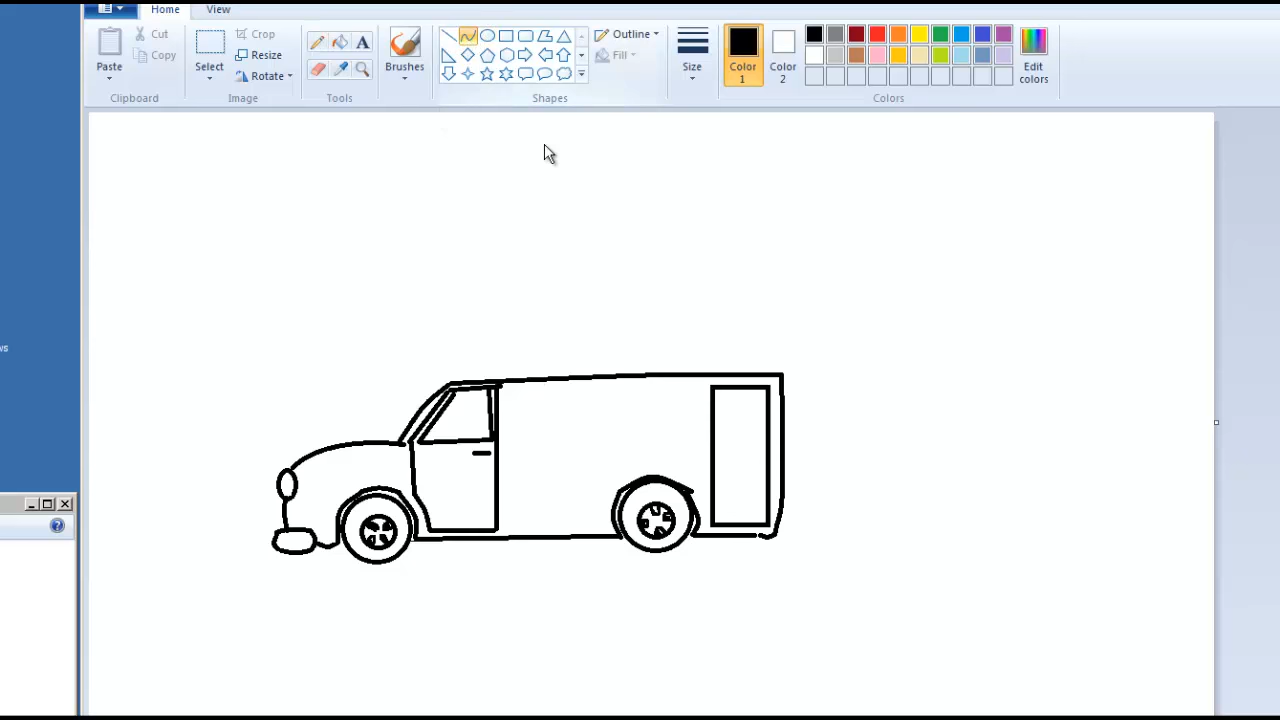 Home View
Paste
Cut
Copy
Clipboard
Select
Crop
Resize
Rotate
Image
A
Tools
Brushes
Outline
Fill
Shapes
Size
Color
1
Color
2
Edit
colors
Colors
ws
?